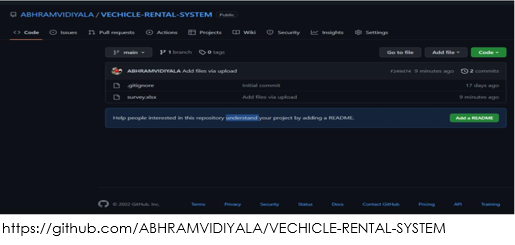 ABHRAMVIDIYALA / VECHICLE-RENTAL-SYSTEM Public
Code Issues Pull requests Actions Projects Wiki Security Insights Settings
main 1 branch 0 tags Go to file Add file Code
ABHRAMVIDIYALA Add files via upload 9 minutes ago 2 commits
.gitignore Initial commit 17 days ago
survey.xlsx Add files via upload 9 minutes ago
Help people interested in this repository understand your project by adding a README. Add a README
© 2022 GitHub, Inc. Terms Privacy Security Status Docs Contact GitHub Pricing API Training
https://github.com/ABHRAMVIDIYALA/VECHICLE-RENTAL-SYSTEM